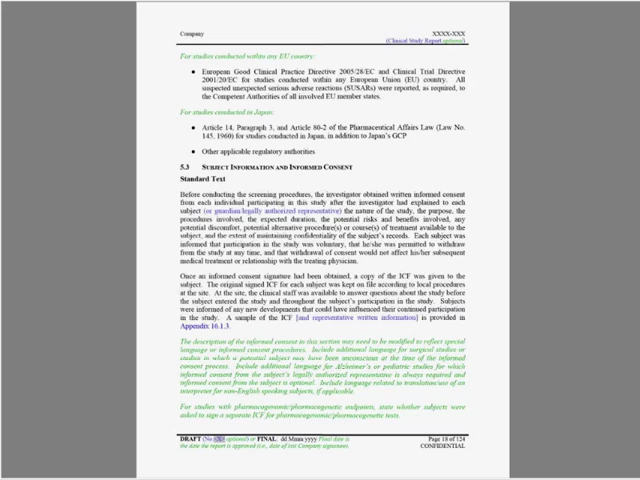 Company XXXX-XXX
(Clinical Study Report optional)
For studies conducted within any EU country:
● European Good Clinical Practice Directive 2005/28/EC and Clinical Trial Directive
2001/20/EC for studies conducted within any European Union (EU) country. All
suspected unexpected serious adverse reactions (SUSARs) were reported, as required, to
the Competent Authorities of all involved EU member states.
For studies conducted in Japan:
● Article 14, Paragraph 3, and Article 80-2 of the Pharmaceutical Affairs Law (Law No.
145, 1960) for studies conducted in Japan, in addition to Japan's GCP
● Other applicable regulatory authorities
5.3 SUBJECT INFORMATION AND INFORMED CONSENT
Standard Text
Before conducting the screening procedures, the investigator obtained written informed consent
from each individual participating in this study after the investigator had explained to each
subject (or guardian/legally authorized representative) the nature of the study, the purpose, the
procedures involved, the expected duration, the potential risks and benefits involved, any
potential discomfort, potential alternative procedure(s) or course(s) of treatment available to the
subject, and the extent of maintaining confidentiality of the subject's records. Each subject was
informed that participation in the study was voluntary, that he/she was permitted to withdraw
from the study at any time, and that withdrawal of consent would not affect his/her subsequent
medical treatment or relationship with the treating physician.
Once an informed consent signature had been obtained, a copy of the ICF was given to the
subject. The original signed ICF for each subject was kept on file according to local procedures
at the site. At the site, the clinical staff was available to answer questions about the study before
the subject entered the study and throughout the subject's participation in the study. Subjects
were informed of any new developments that could have influenced their continued participation
in the study. A sample of the ICF [and representative written information] is provided in
Appendix 16.1.3.
The description of the informed consent in this section may need to be modified to reflect special
language or informed consent procedures. Include additional language for surgical studies or
studies in which a potential subject may have been unconscious at the time of the informed
consent process. Include additional language for Alzheimer's or pediatric studies for which
informed consent from the subject's legally authorized representative is always required and
informed consent from the subject is optional. Include language related to translation/use of an
interpreter for non-English speaking subjects, if applicable.
For studies with pharmacogenomic/pharmacogenetic endpoints, state whether subjects were
asked to sign a separate ICF for pharmacogenomic/pharmacogenetic tests.
DRAFT (No. <X> optional) or FINAL: dd Mmm yyyy Final date is Page 18 of 124
the date the report is approved (i.e., date of last Company signature). CONFIDENTIAL